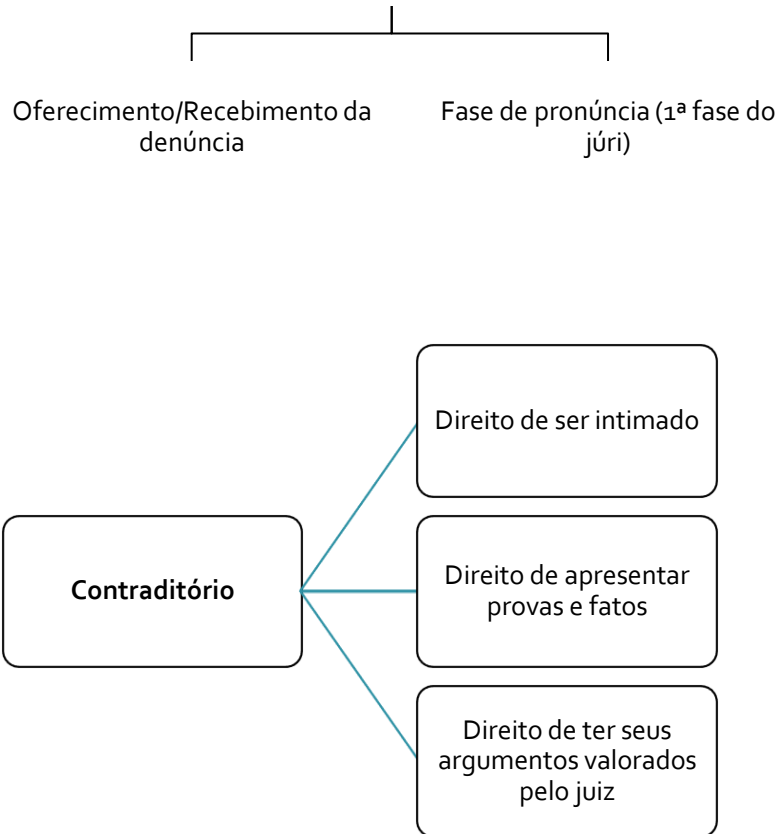 Oferecimento/Recebimento da
denúncia
Fase de pronúncia (1ª fase do
júri)
Contraditório
Direito de ser intimado
Direito de apresentar
provas e fatos
Direito de ter seus
argumentos valorados
pelo juiz